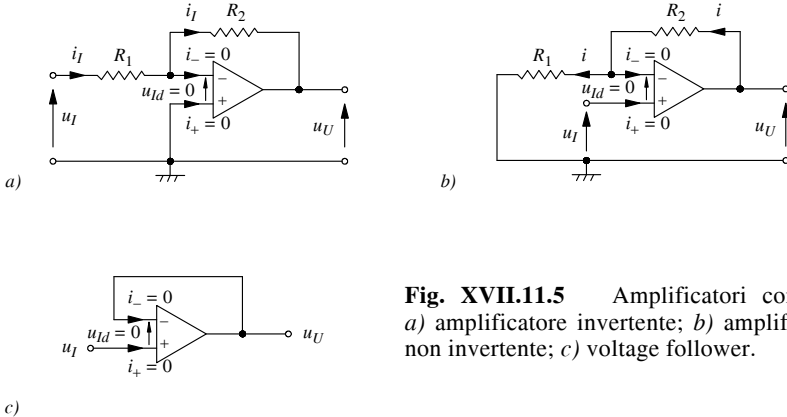 i_I R_2
i_I R_1 i_– = 0
u_Id = 0
–
+
u_I i_+ = 0 u_U
a)
R_2 i
R_1 i i_– = 0
u_Id = 0
–
+
u_I i_+ = 0 u_U
b)
i_– = 0
u_Id = 0
–
+
u_I u_U
i_+ = 0
c)
Fig. XVII.11.5 Amplificatori con
a) amplificatore invertente; b) amplif
non invertente; c) voltage follower.